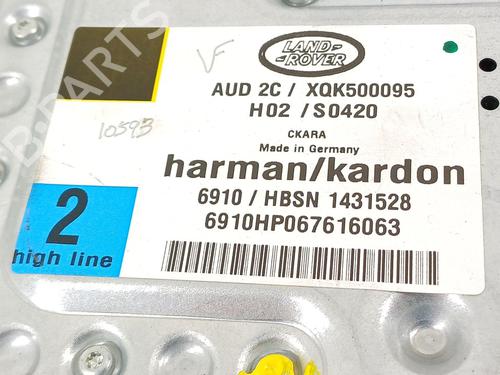 LAND-
ROVER
VF
AUD 2C / XQK500095
H02 / S0420
10593
CKARA
Made in Germany
harman/kardon
2
high line
6910 / HBSN 1431528
6910HP067616063
B-Parts